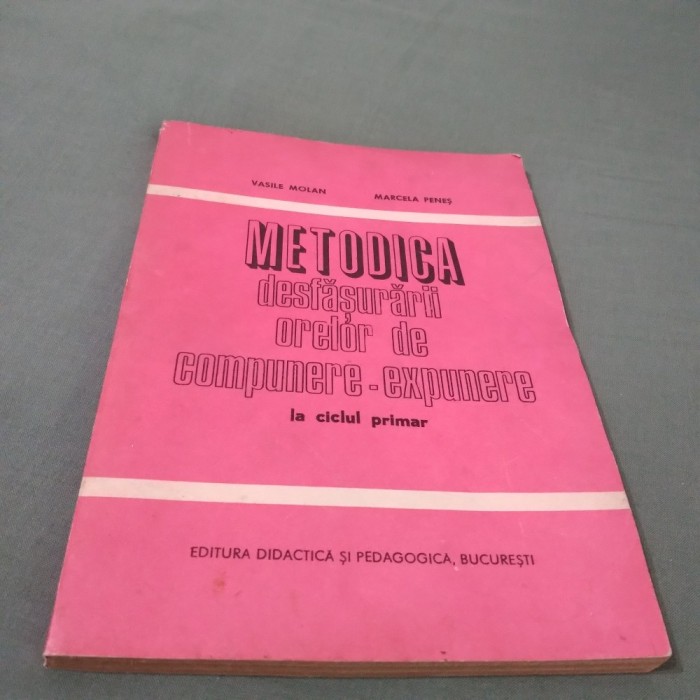 VASILE MOLAN MARCELA PENEȘ
METODICA
desfășurării
orelor de
compunere-expunere
la ciclul primar
EDITURA DIDACTICĂ ȘI PEDAGOGICĂ, BUCUREȘTI